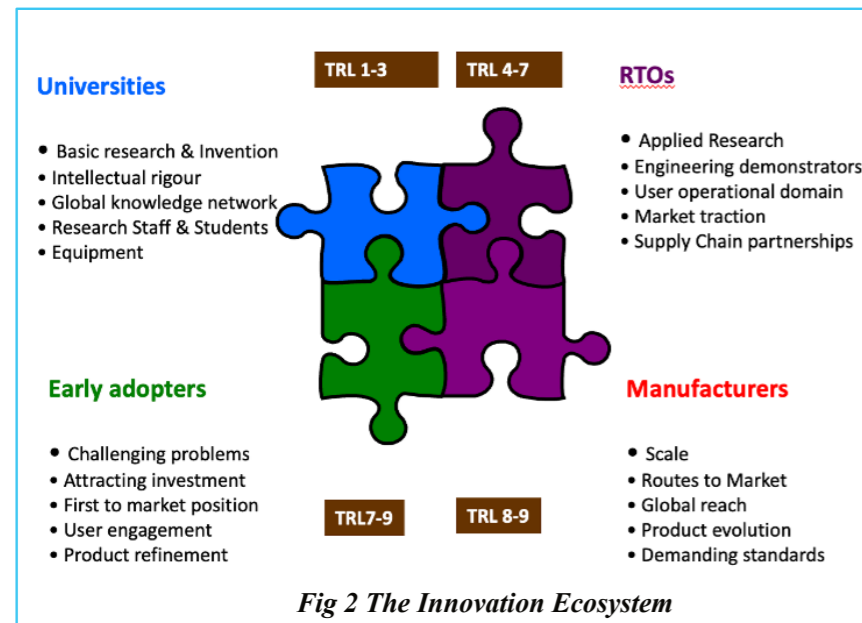 TRL 1-3
TRL 4-7
Universities
• Basic research & Invention
• Intellectual rigour
• Global knowledge network
• Research Staff & Students
• Equipment
RTOs
• Applied Research
• Engineering demonstrators
• User operational domain
• Market traction
• Supply Chain partnerships
Early adopters
• Challenging problems
• Attracting investment
• First to market position
• User engagement
• Product refinement
Manufacturers
• Scale
• Routes to Market
• Global reach
• Product evolution
• Demanding standards
TRL7-9
TRL 8-9
Fig 2 The Innovation Ecosystem